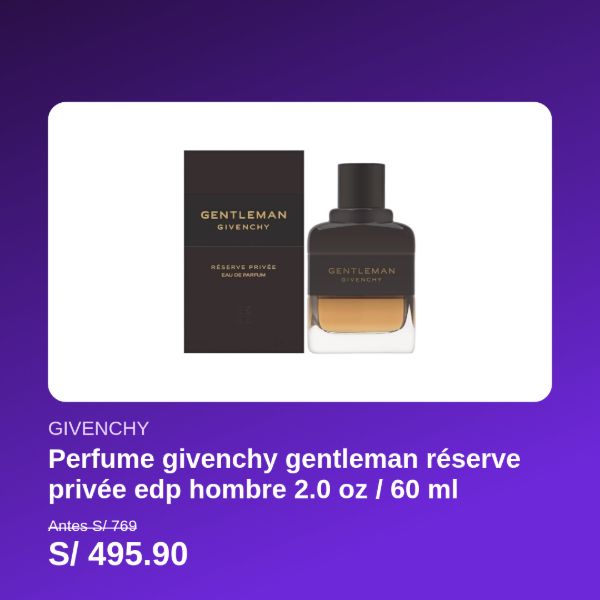 GENTLEMAN
GIVENCHY
RÉSERVE PRIVÉE
EAU DE PARFUM
GENTLEMAN
GIVENCHY
GIVENCHY
Perfume givenchy gentleman réserve
privée edp hombre 2.0 oz / 60 ml
Antes S/ 769
S/ 495.90